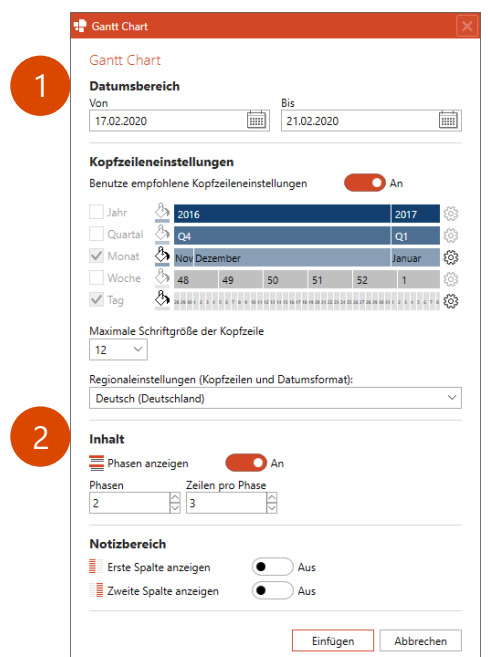 Gantt Chart
Gantt Chart
1
Datumsbereich
Von Bis
17.02.2020 21.02.2020
Kopfzeileneinstellungen
Benutze empfohlene Kopfzeileneinstellungen An
Jahr 2016 2017
Quartal Q4 Q1
Monat Nov Dezember Januar
Woche 48 49 50 51 52 1
Tag
Maximale Schriftgröße der Kopfzeile
12
Regionaleinstellungen (Kopfzeilen und Datumsformat):
Deutsch (Deutschland)
2
Inhalt
Phasen anzeigen An
Phasen Zeilen pro Phase
2 3
Notizbereich
Erste Spalte anzeigen Aus
Zweite Spalte anzeigen Aus
Einfügen Abbrechen